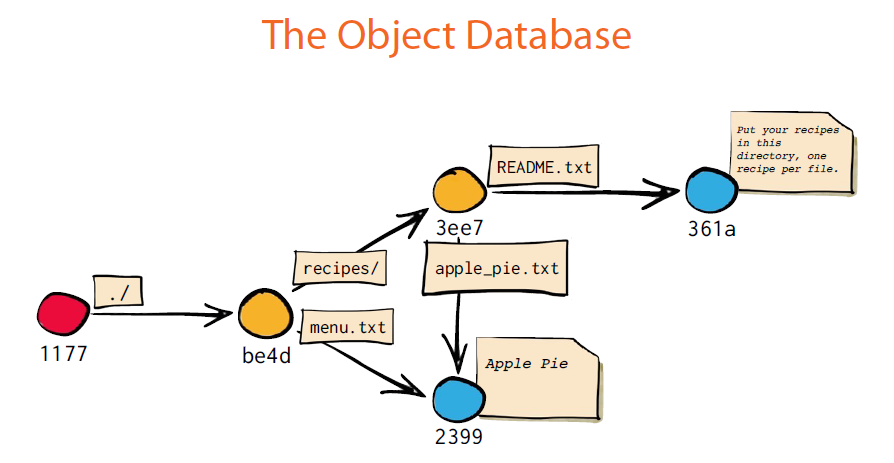 The Object Database
Put your recipes
in this
directory, one
recipe per file.
README.txt
3ee7
361a
recipes/
apple_pie.txt
./
menu.txt
1177
be4d
Apple Pie
2399